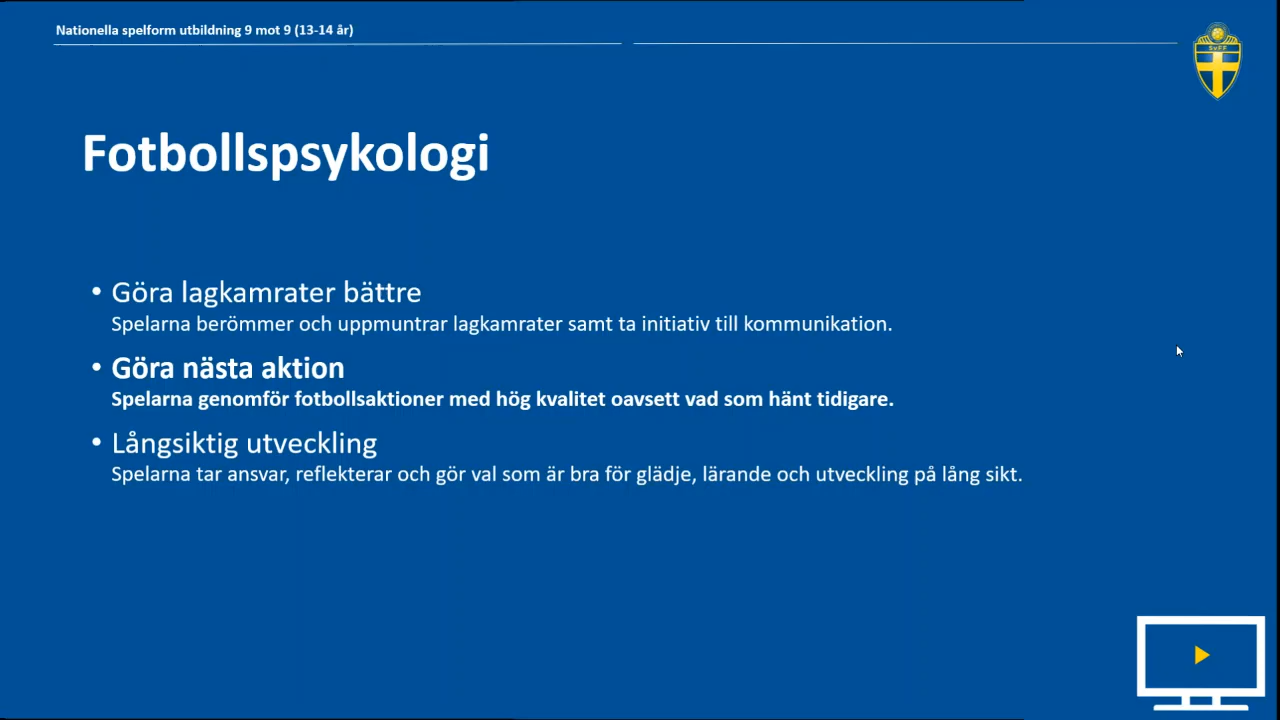 Nationella spelform utbildning 9 mot 9 (13-14 år)
SvFF
Fotbollspsykologi
• Göra lagkamrater bättre
Spelarna berömmer och uppmuntrar lagkamrater samt ta initiativ till kommunikation.
• Göra nästa aktion
Spelarna genomför fotbollsaktioner med hög kvalitet oavsett vad som hänt tidigare.
• Långsiktig utveckling
Spelarna tar ansvar, reflekterar och gör val som är bra för glädje, lärande och utveckling på lång sikt.